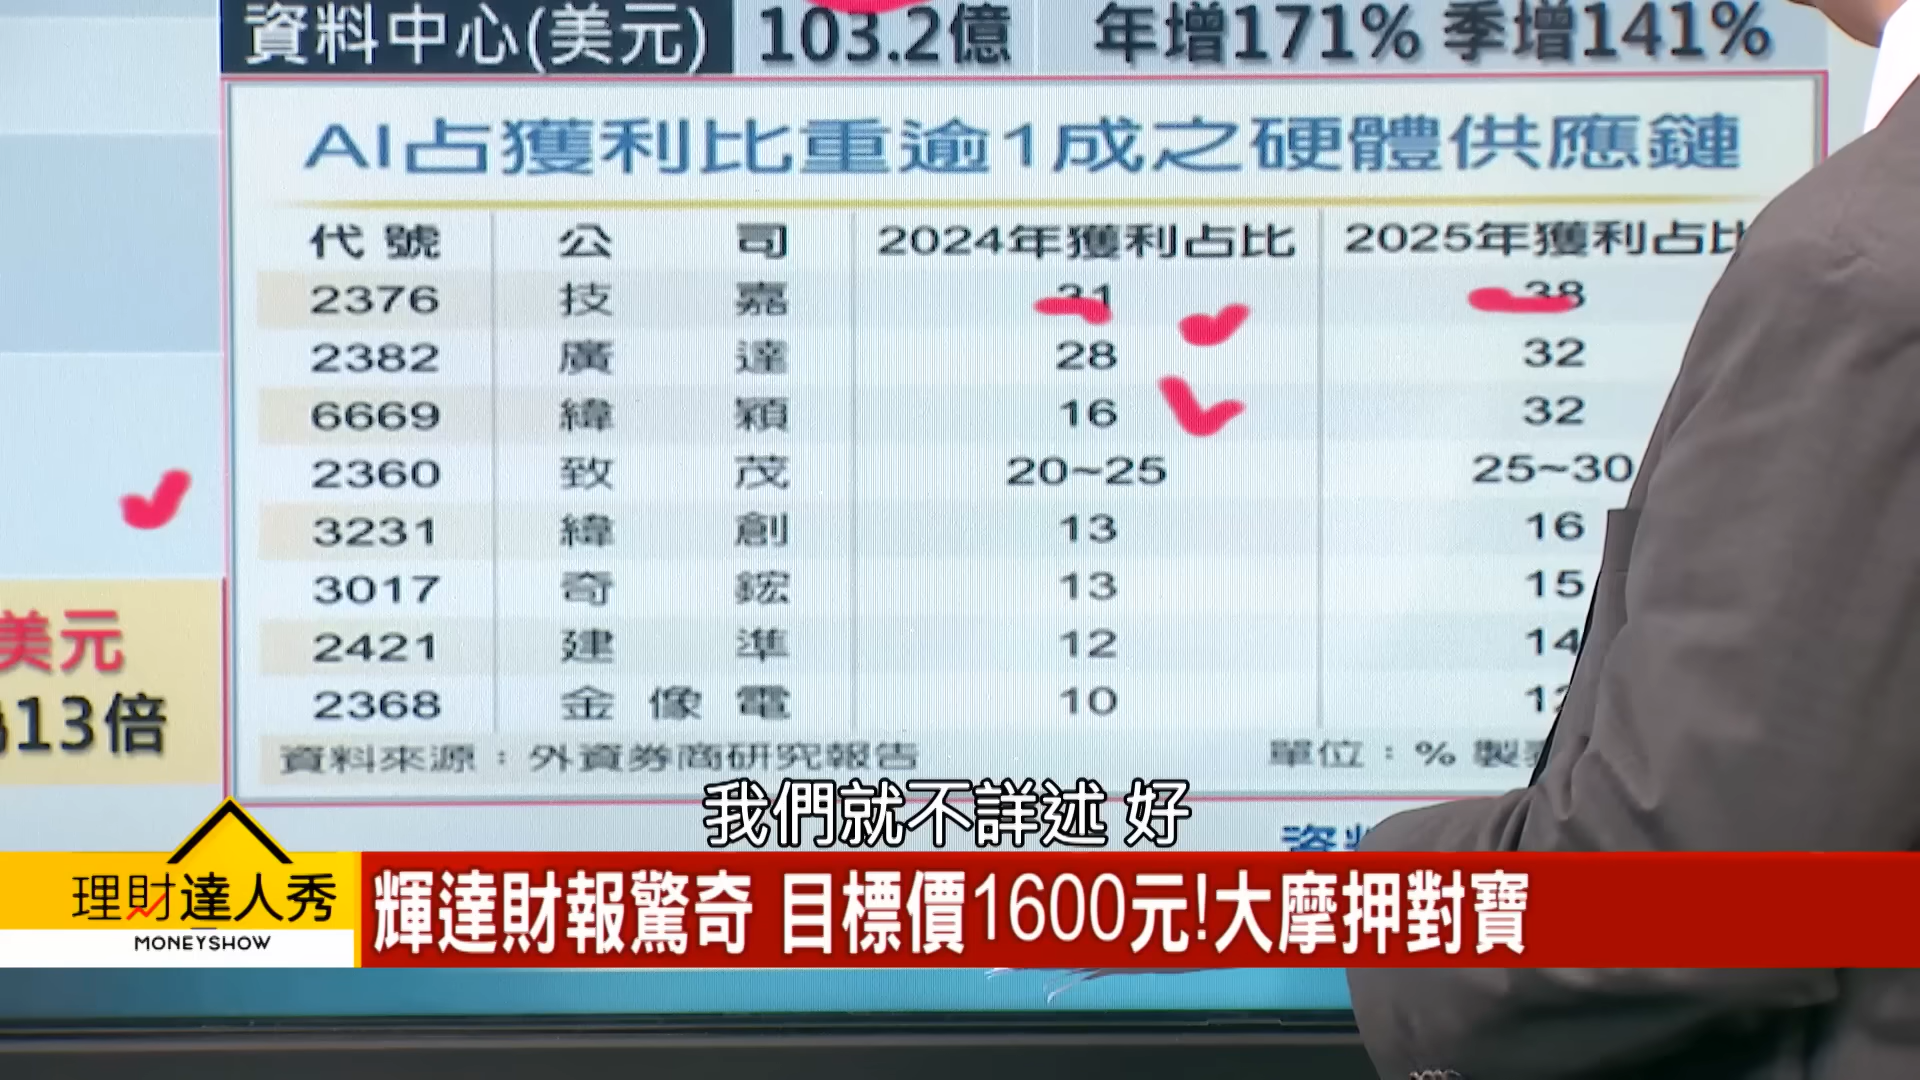 資料中心(美元) 103.2億 年增171% 季增141%
AI占獲利比重逾1成之硬體供應鏈
代號 公司 2024年獲利占比 2025年獲利占比
2376 技嘉 31 38
2382 廣達 28 32
6669 緯穎 16 32
2360 致茂 20~25 25~30
3231 緯創 13 16
3017 奇鋐 13 15
2421 建準 12 14
2368 金像電 10
資料來源：外資券商研究報告 單位：% 製
美元
13倍
我們就不詳述 好
資料
理財達人秀
MONEYSHOW
輝達財報驚奇 目標價1600元!大摩押對寶